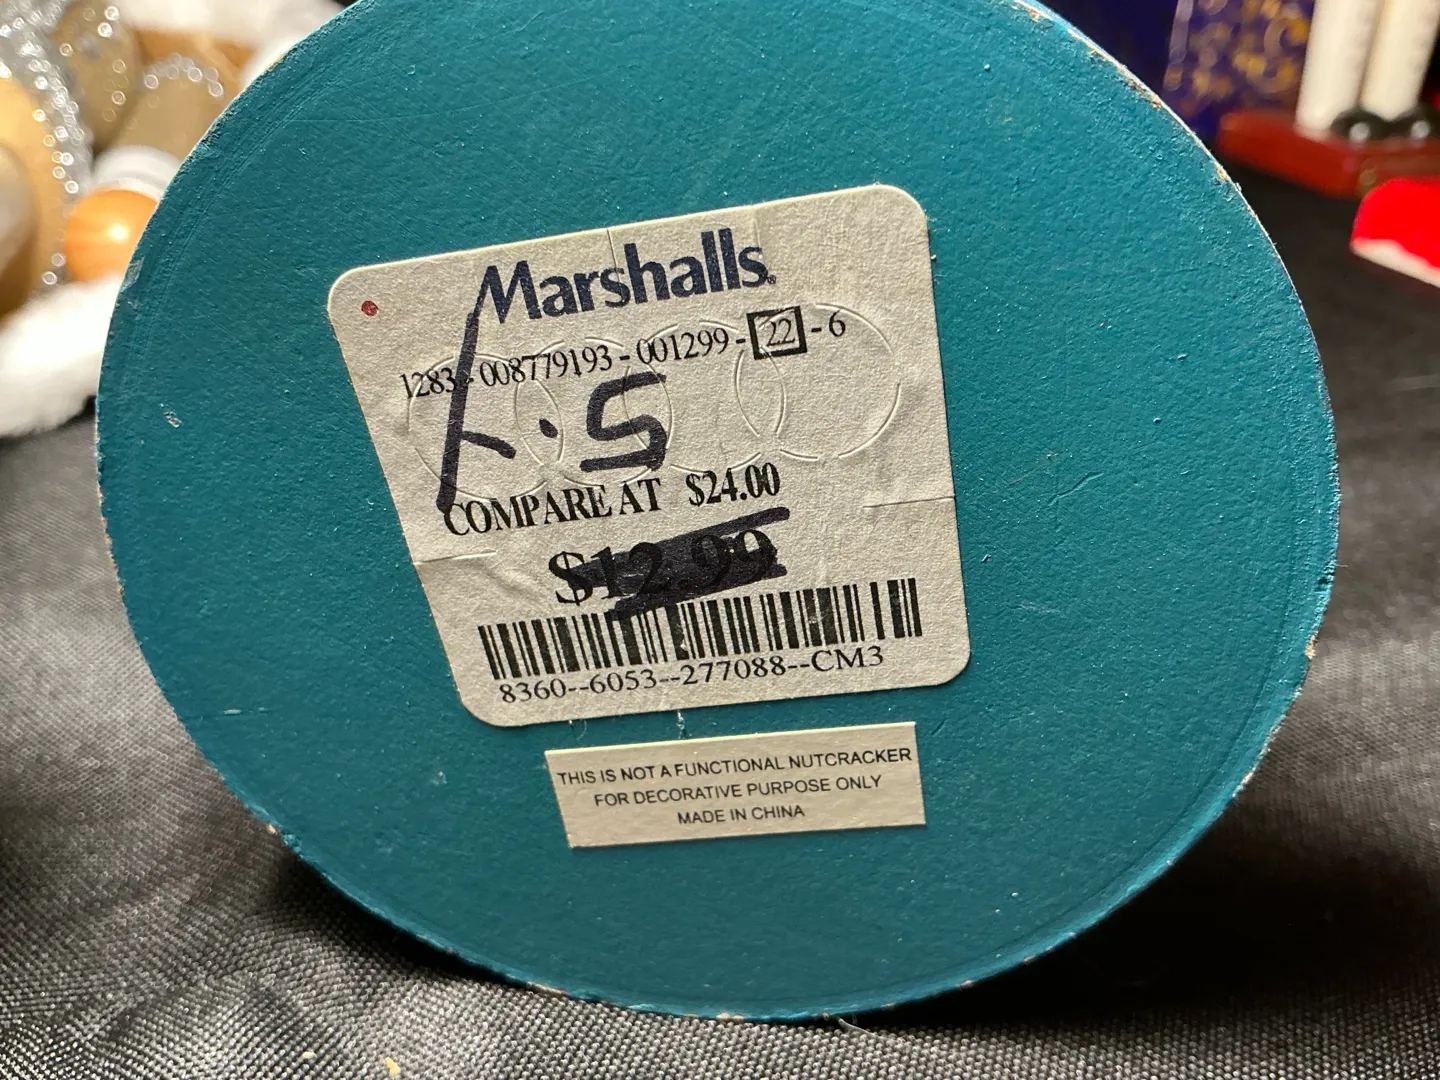 Marshalls®
1283-008779193-001299-22-6
.5
COMPARE AT $24.00
$12.99
8360--6053--277088--CM3
THIS IS NOT A FUNCTIONAL NUTCRACKER
FOR DECORATIVE PURPOSE ONLY
MADE IN CHINA